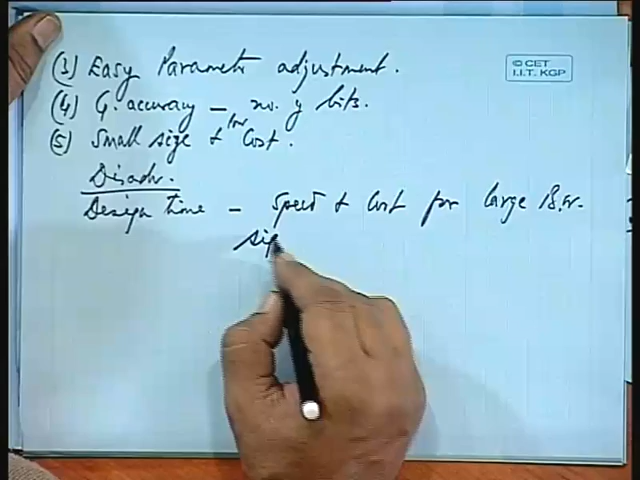 (3) Easy Parameter adjustment.
© CET
I.I.T. KGP
(4) G. accuracy — no. of bits.
(5) Small size & low Cost.
Disadv.
Design time – Speed & Cost for large B.W.
sig